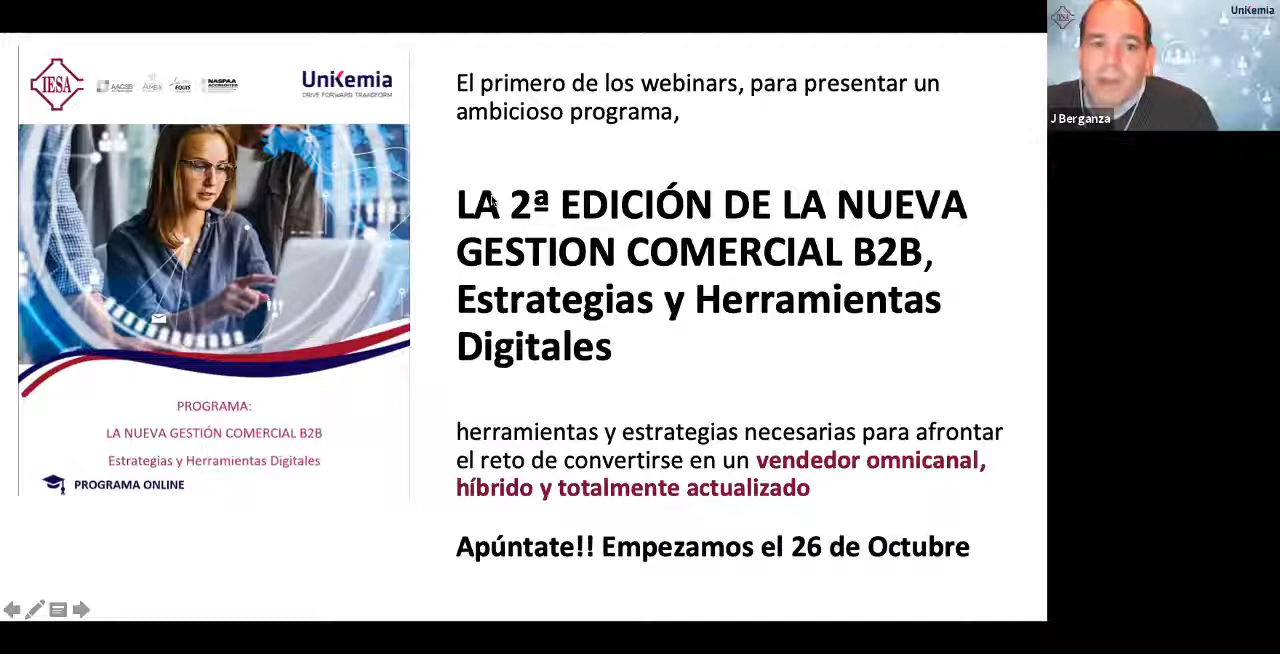 IESA
AACSB
AMBA
EQUIS
NASPAA
UniKemia
DRIVE FORWARD TRANSFORM
PROGRAMA:
LA NUEVA GESTIÓN COMERCIAL B2B
Estrategias y Herramientas Digitales
PROGRAMA ONLINE
El primero de los webinars, para presentar un
ambicioso programa,
LA 2ª EDICIÓN DE LA NUEVA
GESTION COMERCIAL B2B,
Estrategias y Herramientas
Digitales
herramientas y estrategias necesarias para afrontar
el reto de convertirse en un vendedor omnicanal,
híbrido y totalmente actualizado
Apúntate!! Empezamos el 26 de Octubre
IESA
UniKemia
J Berganza